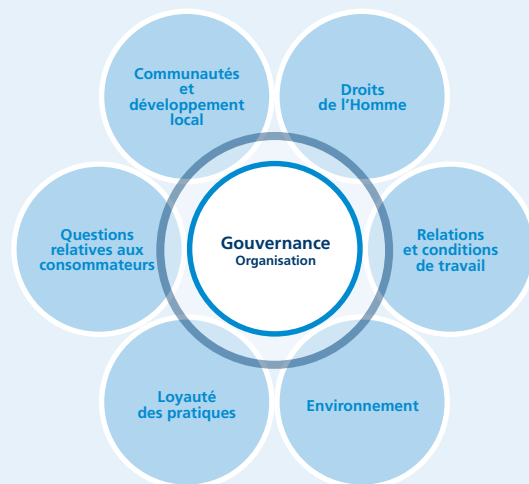 Communautés
et
développement
local
Droits
de l’Homme
Questions
relatives aux
consommateurs
Gouvernance
Organisation
Relations
et conditions
de travail
Loyauté
des pratiques
Environnement